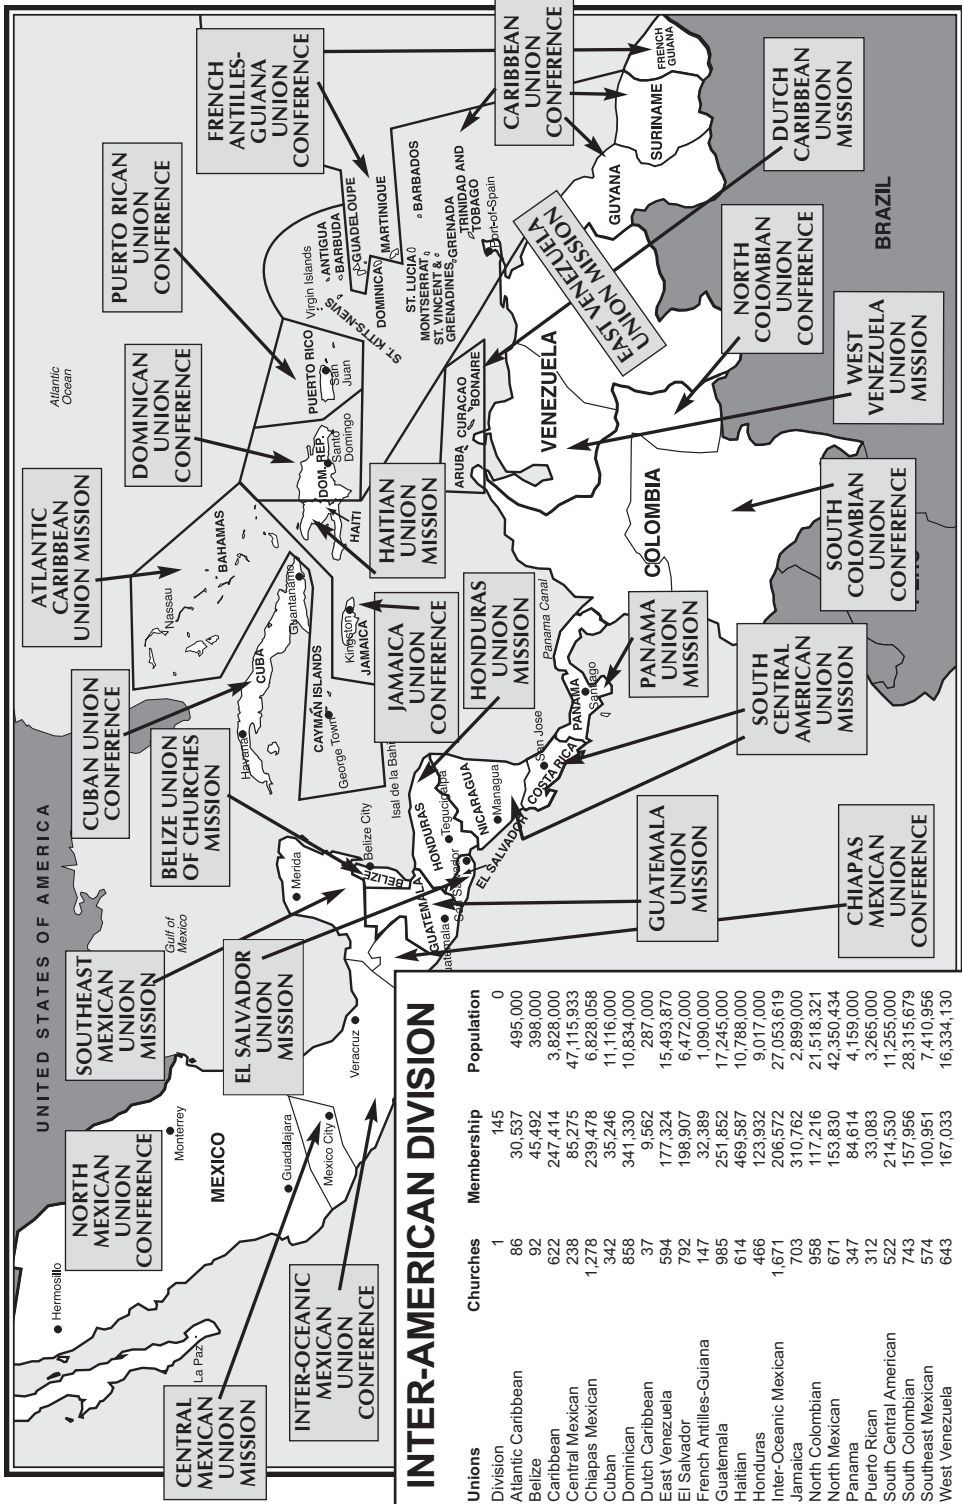 UNITED STATES OF AMERICA
Atlantic
Ocean
Gulf of
Mexico
NORTH
MEXICAN
UNION
CONFERENCE
SOUTHEAST
MEXICAN
UNION
MISSION
CUBAN UNION
CONFERENCE
ATLANTIC
CARIBBEAN
UNION MISSION
DOMINICAN
UNION
CONFERENCE
PUERTO RICAN
UNION
CONFERENCE
FRENCH
ANTILLES-
GUIANA
UNION
CONFERENCE
BELIZE UNION
OF CHURCHES
MISSION
EL SALVADOR
UNION
MISSION
CENTRAL
MEXICAN
UNION
MISSION
INTER-OCEANIC
MEXICAN
UNION
CONFERENCE
JAMAICA
UNION
CONFERENCE
HAITIAN
UNION
MISSION
HONDURAS
UNION
MISSION
CARIBBEAN
UNION
CONFERENCE
EAST VENEZUELA
UNION MISSION
DUTCH
CARIBBEAN
UNION
MISSION
NORTH
COLOMBIAN
UNION
CONFERENCE
WEST
VENEZUELA
UNION
MISSION
SOUTH
COLOMBIAN
UNION
CONFERENCE
PANAMA
UNION
MISSION
SOUTH
CENTRAL
AMERICAN
UNION
MISSION
GUATEMALA
UNION
MISSION
CHIAPAS
MEXICAN
UNION
CONFERENCE
Hermosillo
La Paz
Monterrey
MEXICO
Guadalajara
Mexico City
Veracruz
Merida
Belize City
BELIZE
GUATEMALA
HONDURAS
Tegucigalpa
EL SALVADOR
NICARAGUA
Managua
San Jose
COSTA RICA
PANAMA
Santiago
Panama Canal
Havana
CUBA
Guantanamo
CAYMAN ISLANDS
George Town
Kingston
JAMAICA
Nassau
BAHAMAS
HAITI
DOM. REP.
Santo
Domingo
PUERTO RICO
San
Juan
Virgin Islands
ST. KITTS-NEVIS
ANTIGUA
BARBUDA
GUADELOUPE
DOMINICA
MARTINIQUE
ST. LUCIA
MONTSERRAT
ST. VINCENT &
GRENADINES
BARBADOS
GRENADA
TRINIDAD AND
TOBAGO
Port-of-Spain
ARUBA
CURACAO
BONAIRE
VENEZUELA
COLOMBIA
GUYANA
SURINAME
FRENCH
GUIANA
BRAZIL
INTER-AMERICAN DIVISION
Unions Churches Membership Population
Division 1 145 0
Atlantic Caribbean 86 30,537 495,000
Belize 92 45,492 398,000
Caribbean 622 247,414 3,828,000
Central Mexican 238 85,275 47,115,933
Chiapas Mexican 1,278 239,478 6,828,058
Cuban 342 35,246 11,116,000
Dominican 858 341,330 10,834,000
Dutch Caribbean 37 9,562 287,000
East Venezuela 594 177,324 15,493,870
El Salvador 792 198,907 6,472,000
French Antilles-Guiana 147 32,389 1,090,000
Guatemala 985 251,852 17,245,000
Haitian 614 469,587 10,788,000
Honduras 466 123,932 9,017,000
Inter-Oceanic Mexican 1,671 206,572 27,053,619
Jamaica 703 310,762 2,899,000
North Colombian 958 117,216 21,518,321
North Mexican 671 153,830 42,350,434
Panama 347 84,614 4,159,000
Puerto Rican 312 33,083 3,265,000
South Central American 522 214,530 11,255,000
South Colombian 743 157,956 28,315,679
Southeast Mexican 574 100,951 7,410,956
West Venezuela 643 167,033 16,334,130